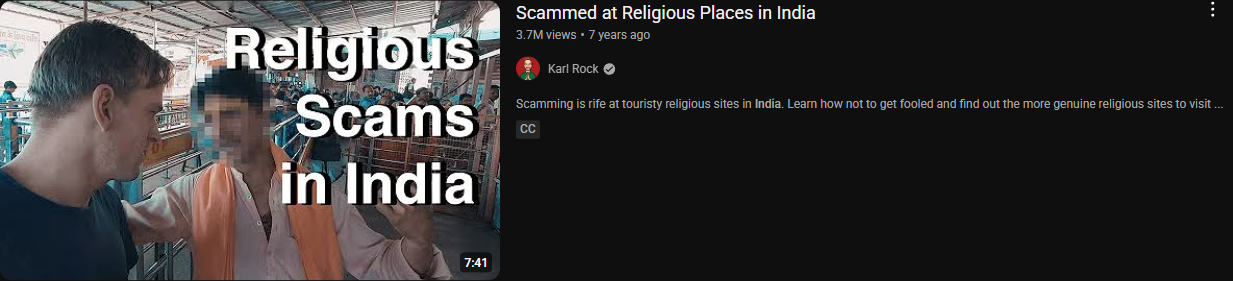 Religious
Scams
in India
7:41
Scammed at Religious Places in India
3.7M views • 7 years ago
Karl Rock
Scamming is rife at touristy religious sites in India. Learn how not to get fooled and find out the more genuine religious sites to visit ...
CC